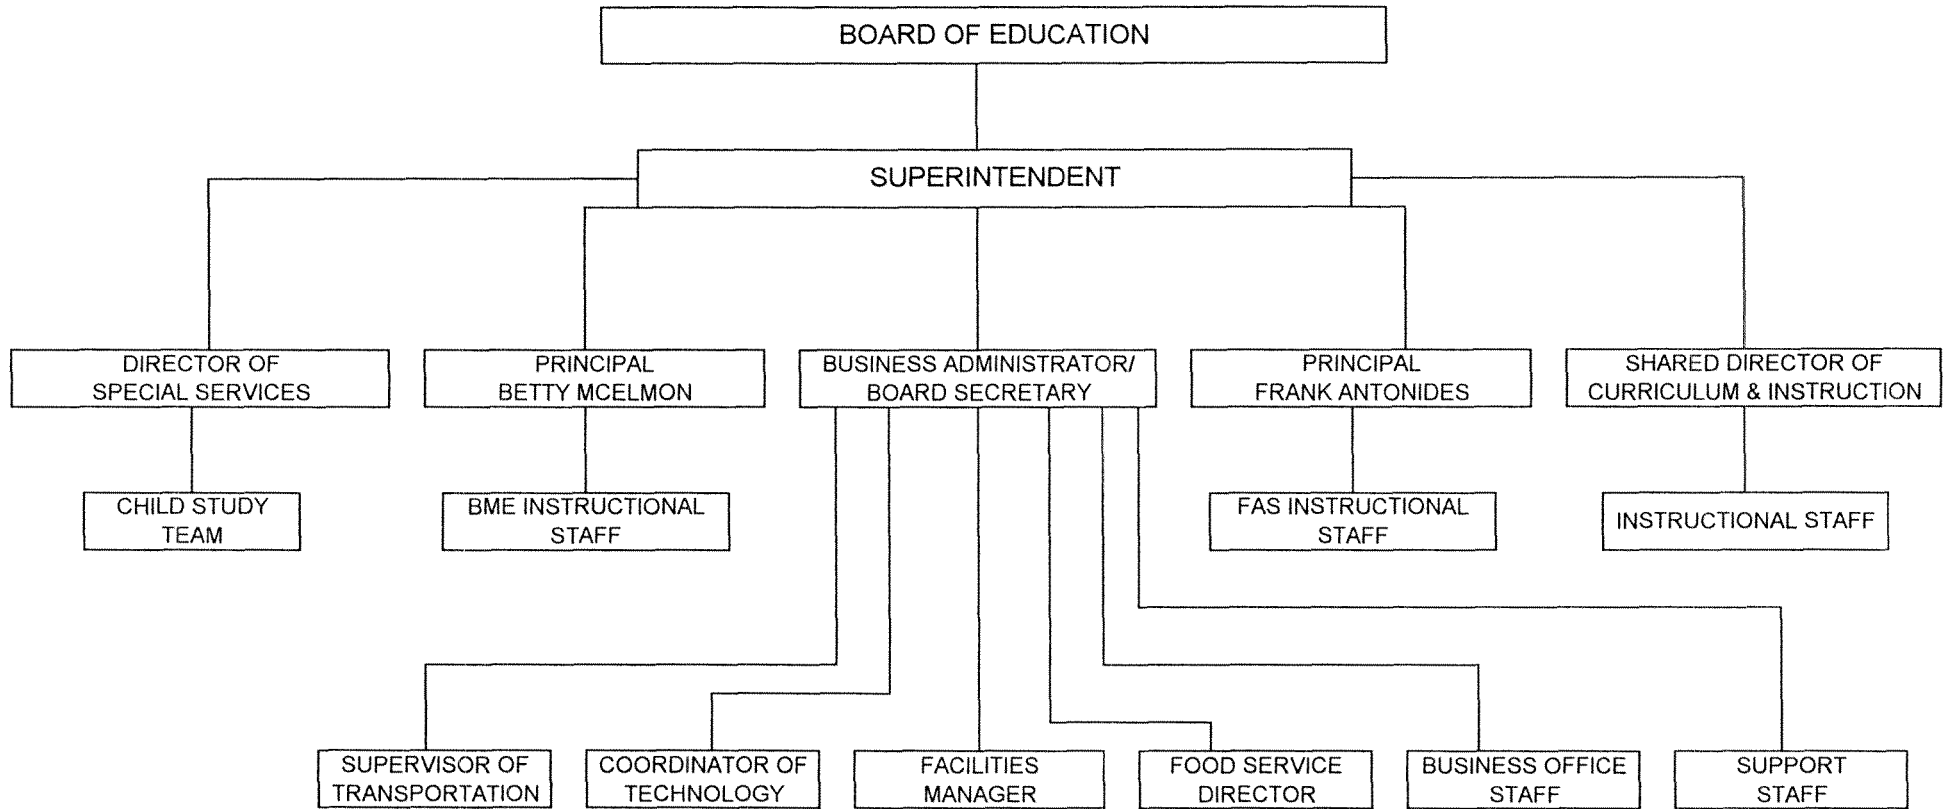 BOARD OF EDUCATION
SUPERINTENDENT
DIRECTOR OF
SPECIAL SERVICES
PRINCIPAL
BETTY MCELMON
BUSINESS ADMINISTRATOR/
BOARD SECRETARY
PRINCIPAL
FRANK ANTONIDES
SHARED DIRECTOR OF
CURRICULUM & INSTRUCTION
CHILD STUDY
TEAM
BME INSTRUCTIONAL
STAFF
FAS INSTRUCTIONAL
STAFF
INSTRUCTIONAL STAFF
SUPERVISOR OF
TRANSPORTATION
COORDINATOR OF
TECHNOLOGY
FACILITIES
MANAGER
FOOD SERVICE
DIRECTOR
BUSINESS OFFICE
STAFF
SUPPORT
STAFF